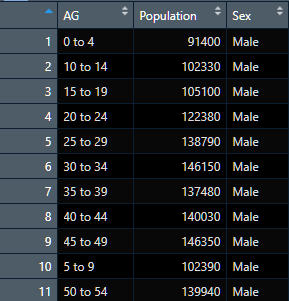 AG Population Sex
1 0 to 4 91400 Male
2 10 to 14 102330 Male
3 15 to 19 105100 Male
4 20 to 24 122380 Male
5 25 to 29 138790 Male
6 30 to 34 146150 Male
7 35 to 39 137480 Male
8 40 to 44 140030 Male
9 45 to 49 146350 Male
10 5 to 9 102390 Male
11 50 to 54 139940 Male